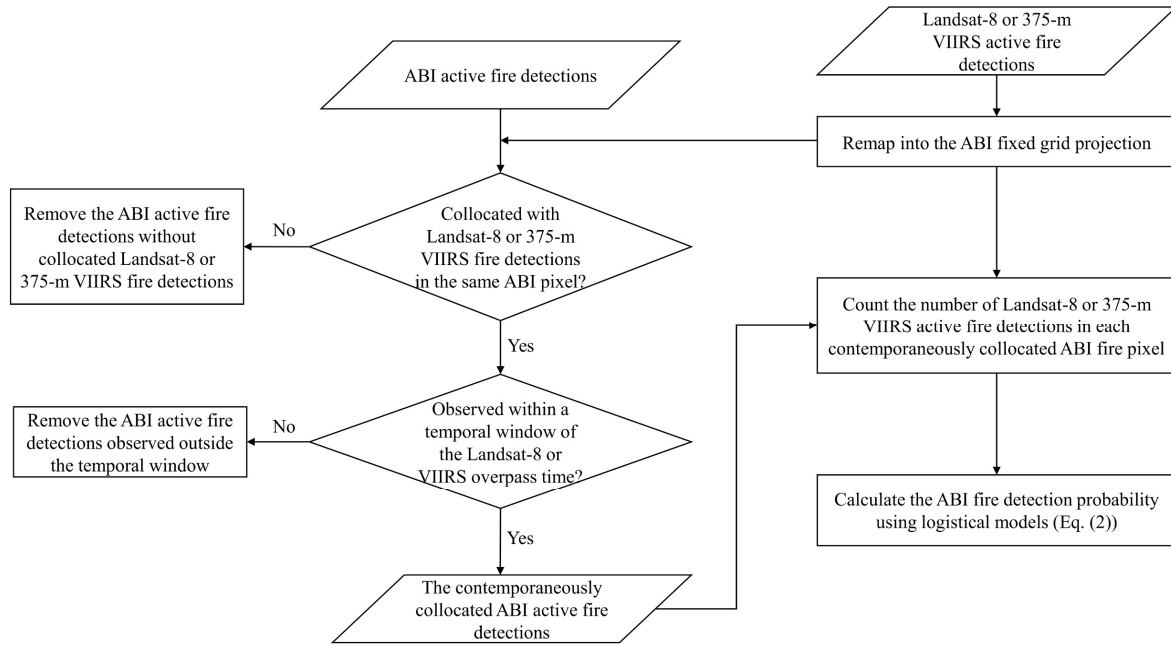 Landsat-8 or 375-m
VIIRS active fire
detections
ABI active fire detections
Remap into the ABI fixed grid projection
Remove the ABI active fire
detections without
collocated Landsat-8 or
375-m VIIRS fire detections
No
Collocated with
Landsat-8 or 375-m
VIIRS fire detections
in the same ABI pixel?
Yes
Count the number of Landsat-8 or 375-m
VIIRS active fire detections in each
contemporaneously collocated ABI fire pixel
Remove the ABI active fire
detections observed outside
the temporal window
No
Observed within a
temporal window of
the Landsat-8 or
VIIRS overpass time?
Yes
Calculate the ABI fire detection probability
using logistical models (Eq. (2))
The contemporaneously
collocated ABI active fire
detections